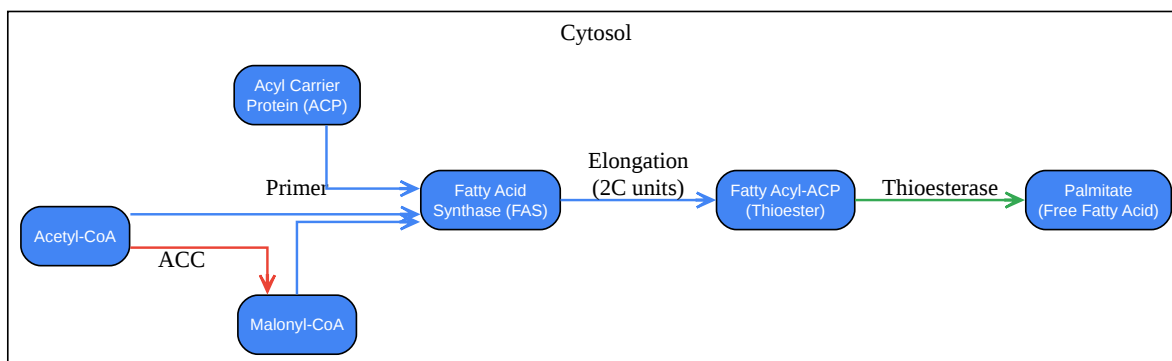 Cytosol
Acyl Carrier
Protein (ACP)
Primer
Elongation
(2C units)
Thioesterase
Fatty Acid
Synthase (FAS)
Fatty Acyl-ACP
(Thioester)
Palmitate
(Free Fatty Acid)
Acetyl-CoA
ACC
Malonyl-CoA